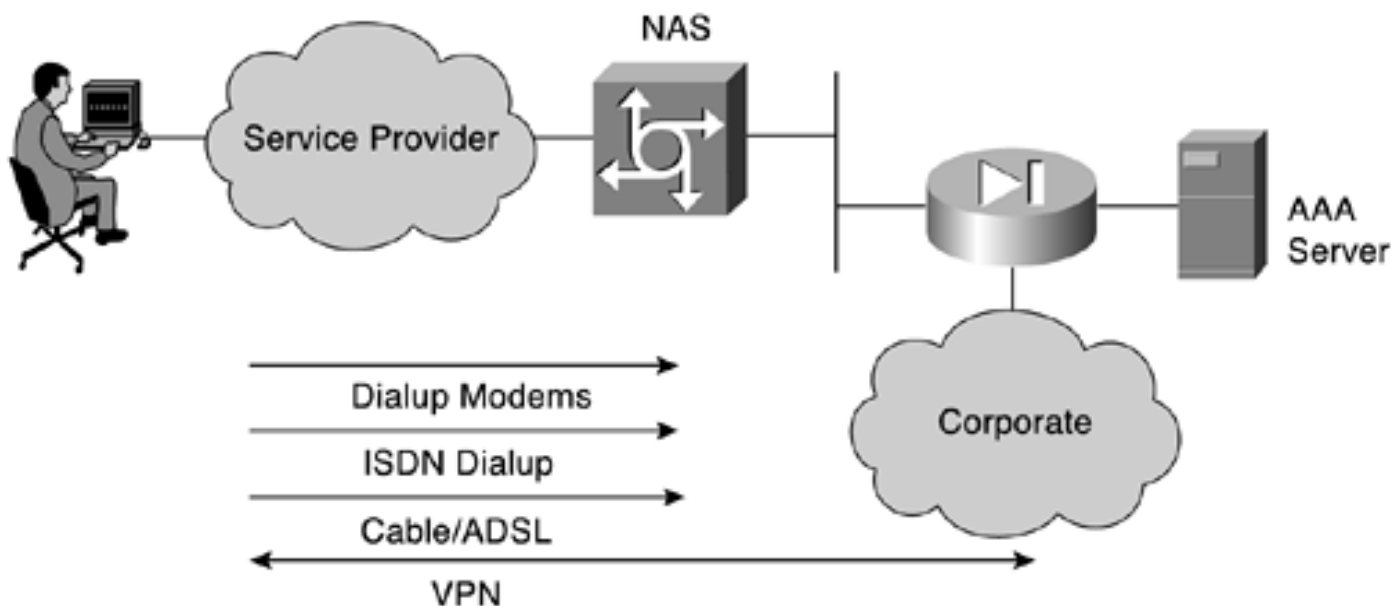 NAS
Service Provider
AAA
Server
Dialup Modems
Corporate
ISDN Dialup
Cable/ADSL
VPN